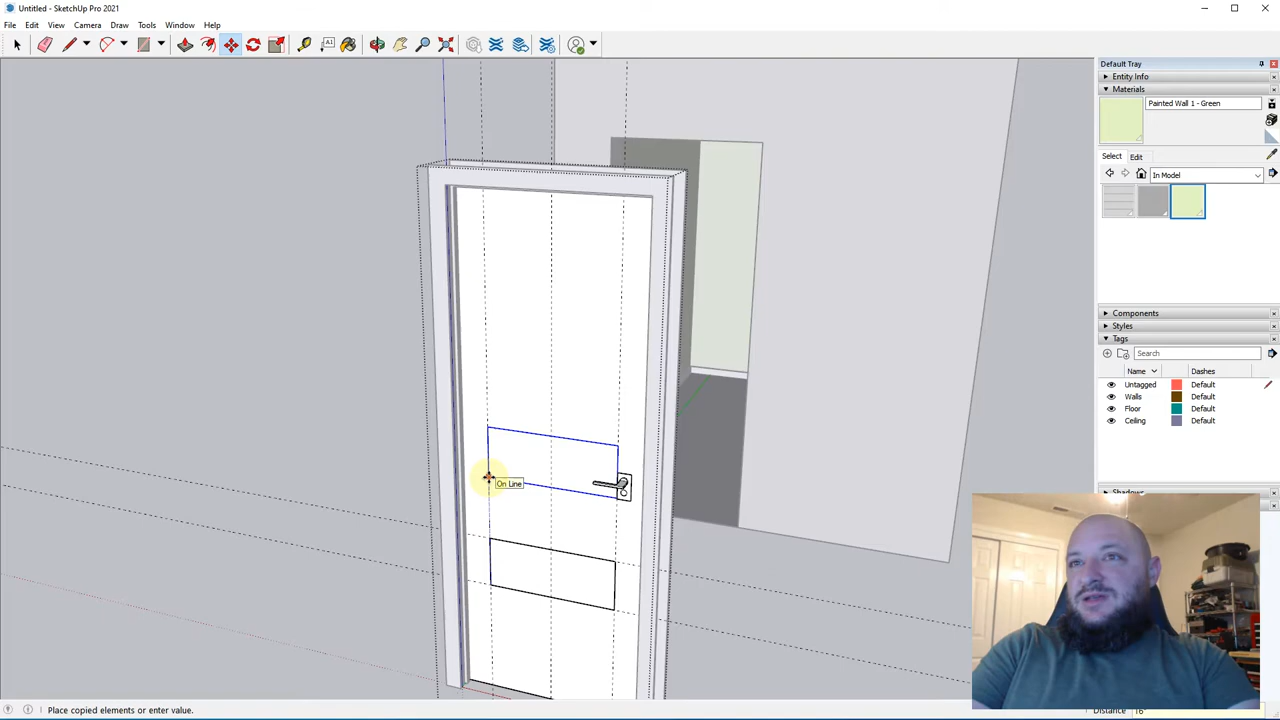 Untitled - SketchUp Pro 2021
File Edit View Camera Draw Tools Window Help
Default Tray
Entity Info
Materials
Painted Wall 1 - Green
Select Edit
In Model
Components
Styles
Tags
Search
Name Dashes
Untagged Default
Walls Default
Floor Default
Ceiling Default
On Line
Place copied elements or enter value.
Distance 16"